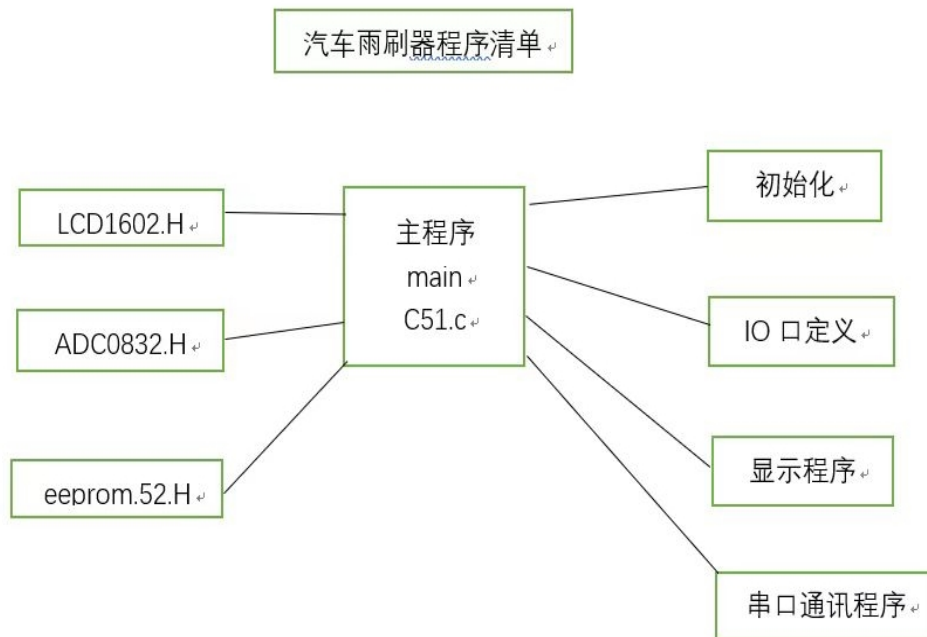 汽车雨刷器程序清单
LCD1602.H
ADC0832.H
eeprom.52.H
主程序
main
C51.c
初始化
IO 口定义
显示程序
串口通讯程序